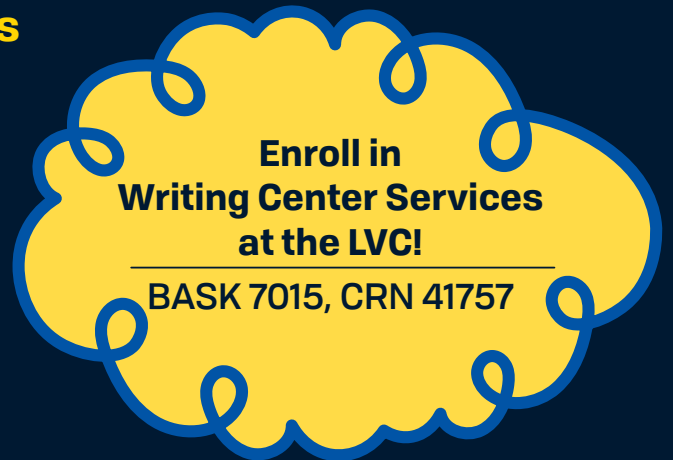 s
Enroll in
Writing Center Services
at the LVC!
BASK 7015, CRN 41757